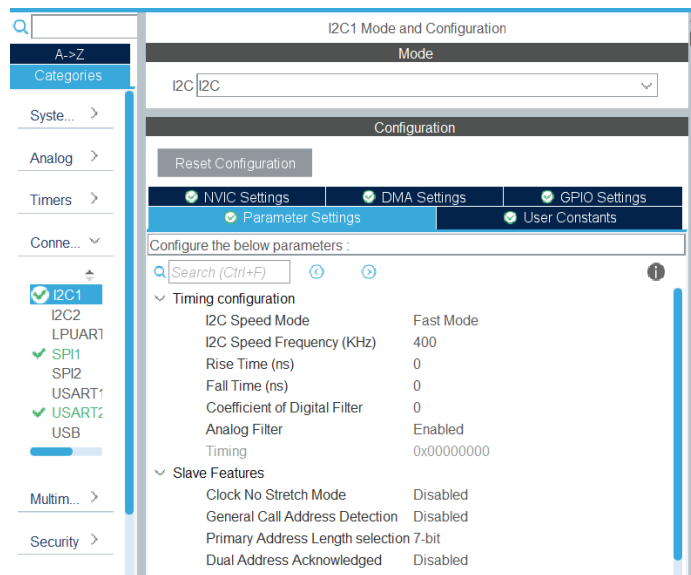 I2C1 Mode and Configuration
A->Z
Categories
Syste...
Analog
Timers
Conne...
I2C1
I2C2
LPUART
SPI1
SPI2
USART1
USART2
USB
Multim...
Security
Mode
I2C I2C
Configuration
Reset Configuration
NVIC Settings DMA Settings GPIO Settings
Parameter Settings User Constants
Configure the below parameters :
Search (Ctrl+F)
Timing configuration
I2C Speed Mode Fast Mode
I2C Speed Frequency (KHz) 400
Rise Time (ns) 0
Fall Time (ns) 0
Coefficient of Digital Filter 0
Analog Filter Enabled
Timing 0x00000000
Slave Features
Clock No Stretch Mode Disabled
General Call Address Detection Disabled
Primary Address Length selection 7-bit
Dual Address Acknowledged Disabled